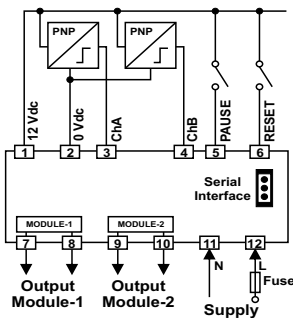 PNP PNP
12 Vdc
0 Vdc
ChA
ChB
PAUSE
RESET
1 2 3 4 5 6
Serial
Interface
MODULE-1 MODULE-2
7 8 9 10 11 12
N L
Fuse
Output
Module-1
Output
Module-2
Supply